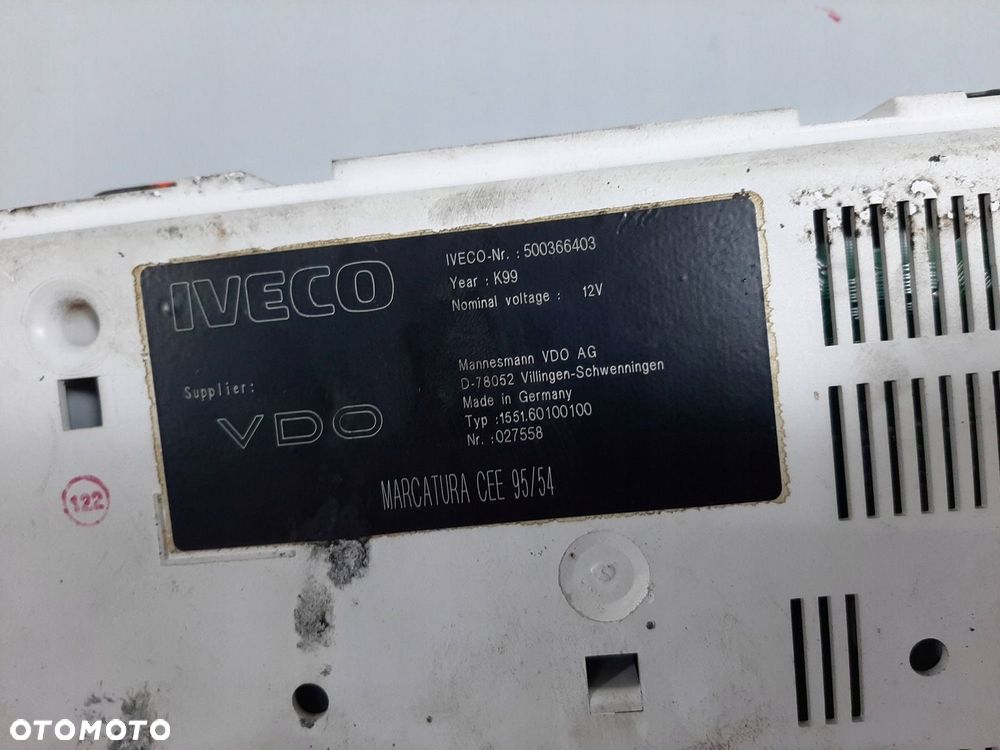 IVECO
IVECO-Nr. : 500366403
Year : K99
Nominal voltage : 12V
Supplier:
VDO
Mannesmann VDO AG
D-78052 Villingen-Schwenningen
Made in Germany
Typ :1551.60100100
Nr. :027558
MARCATURA CEE 95/54
122
OTOMOTO